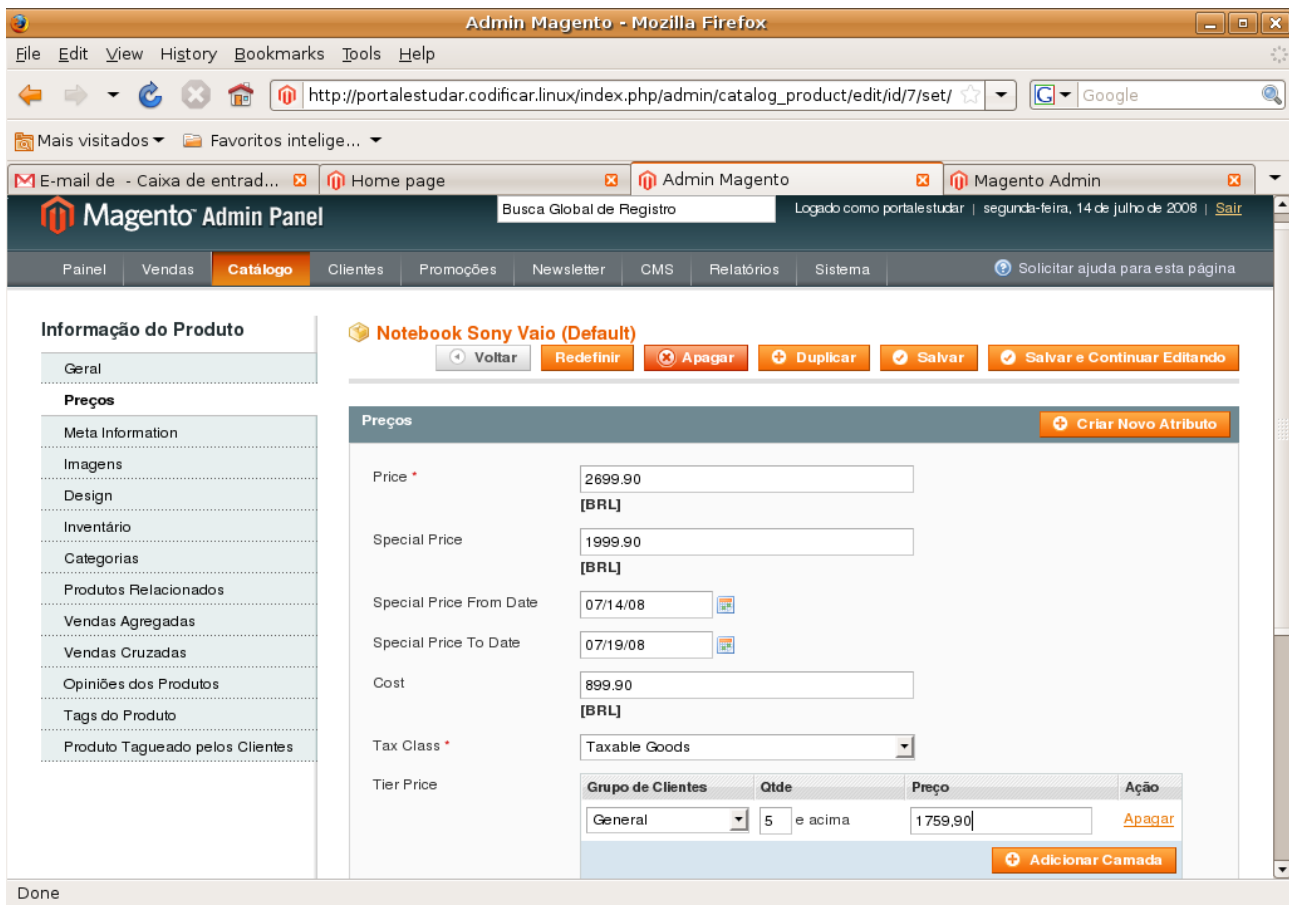 Admin Magento - Mozilla Firefox
File Edit View History Bookmarks Tools Help
http://portalestudar.codificar.linux/index.php/admin/catalog_product/edit/id/7/set/
G Google
Mais visitados Favoritos intelige...
E-mail de - Caixa de entrad... Home page Admin Magento Magento Admin
Magento™ Admin Panel
Busca Global de Registro
Logado como portalestudar | segunda-feira, 14 de julho de 2008 | Sair
Painel Vendas Catálogo Clientes Promoções Newsletter CMS Relatórios Sistema
Solicitar ajuda para esta página
Informação do Produto
Geral
Preços
Meta Information
Imagens
Design
Inventário
Categorias
Produtos Relacionados
Vendas Agregadas
Vendas Cruzadas
Opiniões dos Produtos
Tags do Produto
Produto Tagueado pelos Clientes
Notebook Sony Vaio (Default)
Voltar Redefinir Apagar Duplicar Salvar Salvar e Continuar Editando
Preços
Criar Novo Atributo
Price * 2699.90
[BRL]
Special Price 1999.90
[BRL]
Special Price From Date 07/14/08
Special Price To Date 07/19/08
Cost 899.90
[BRL]
Tax Class * Taxable Goods
Tier Price
Grupo de Clientes Qtde Preço Ação
General 5 e acima 1759,90 Apagar
Adicionar Camada
Done